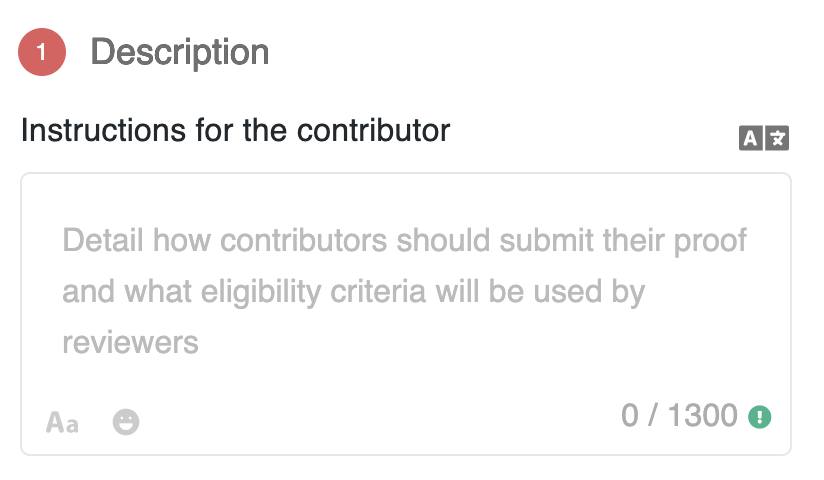 1 Description
Instructions for the contributor
A 文
Detail how contributors should submit their proof
and what eligibility criteria will be used by
reviewers
Aa
0 / 1300 !